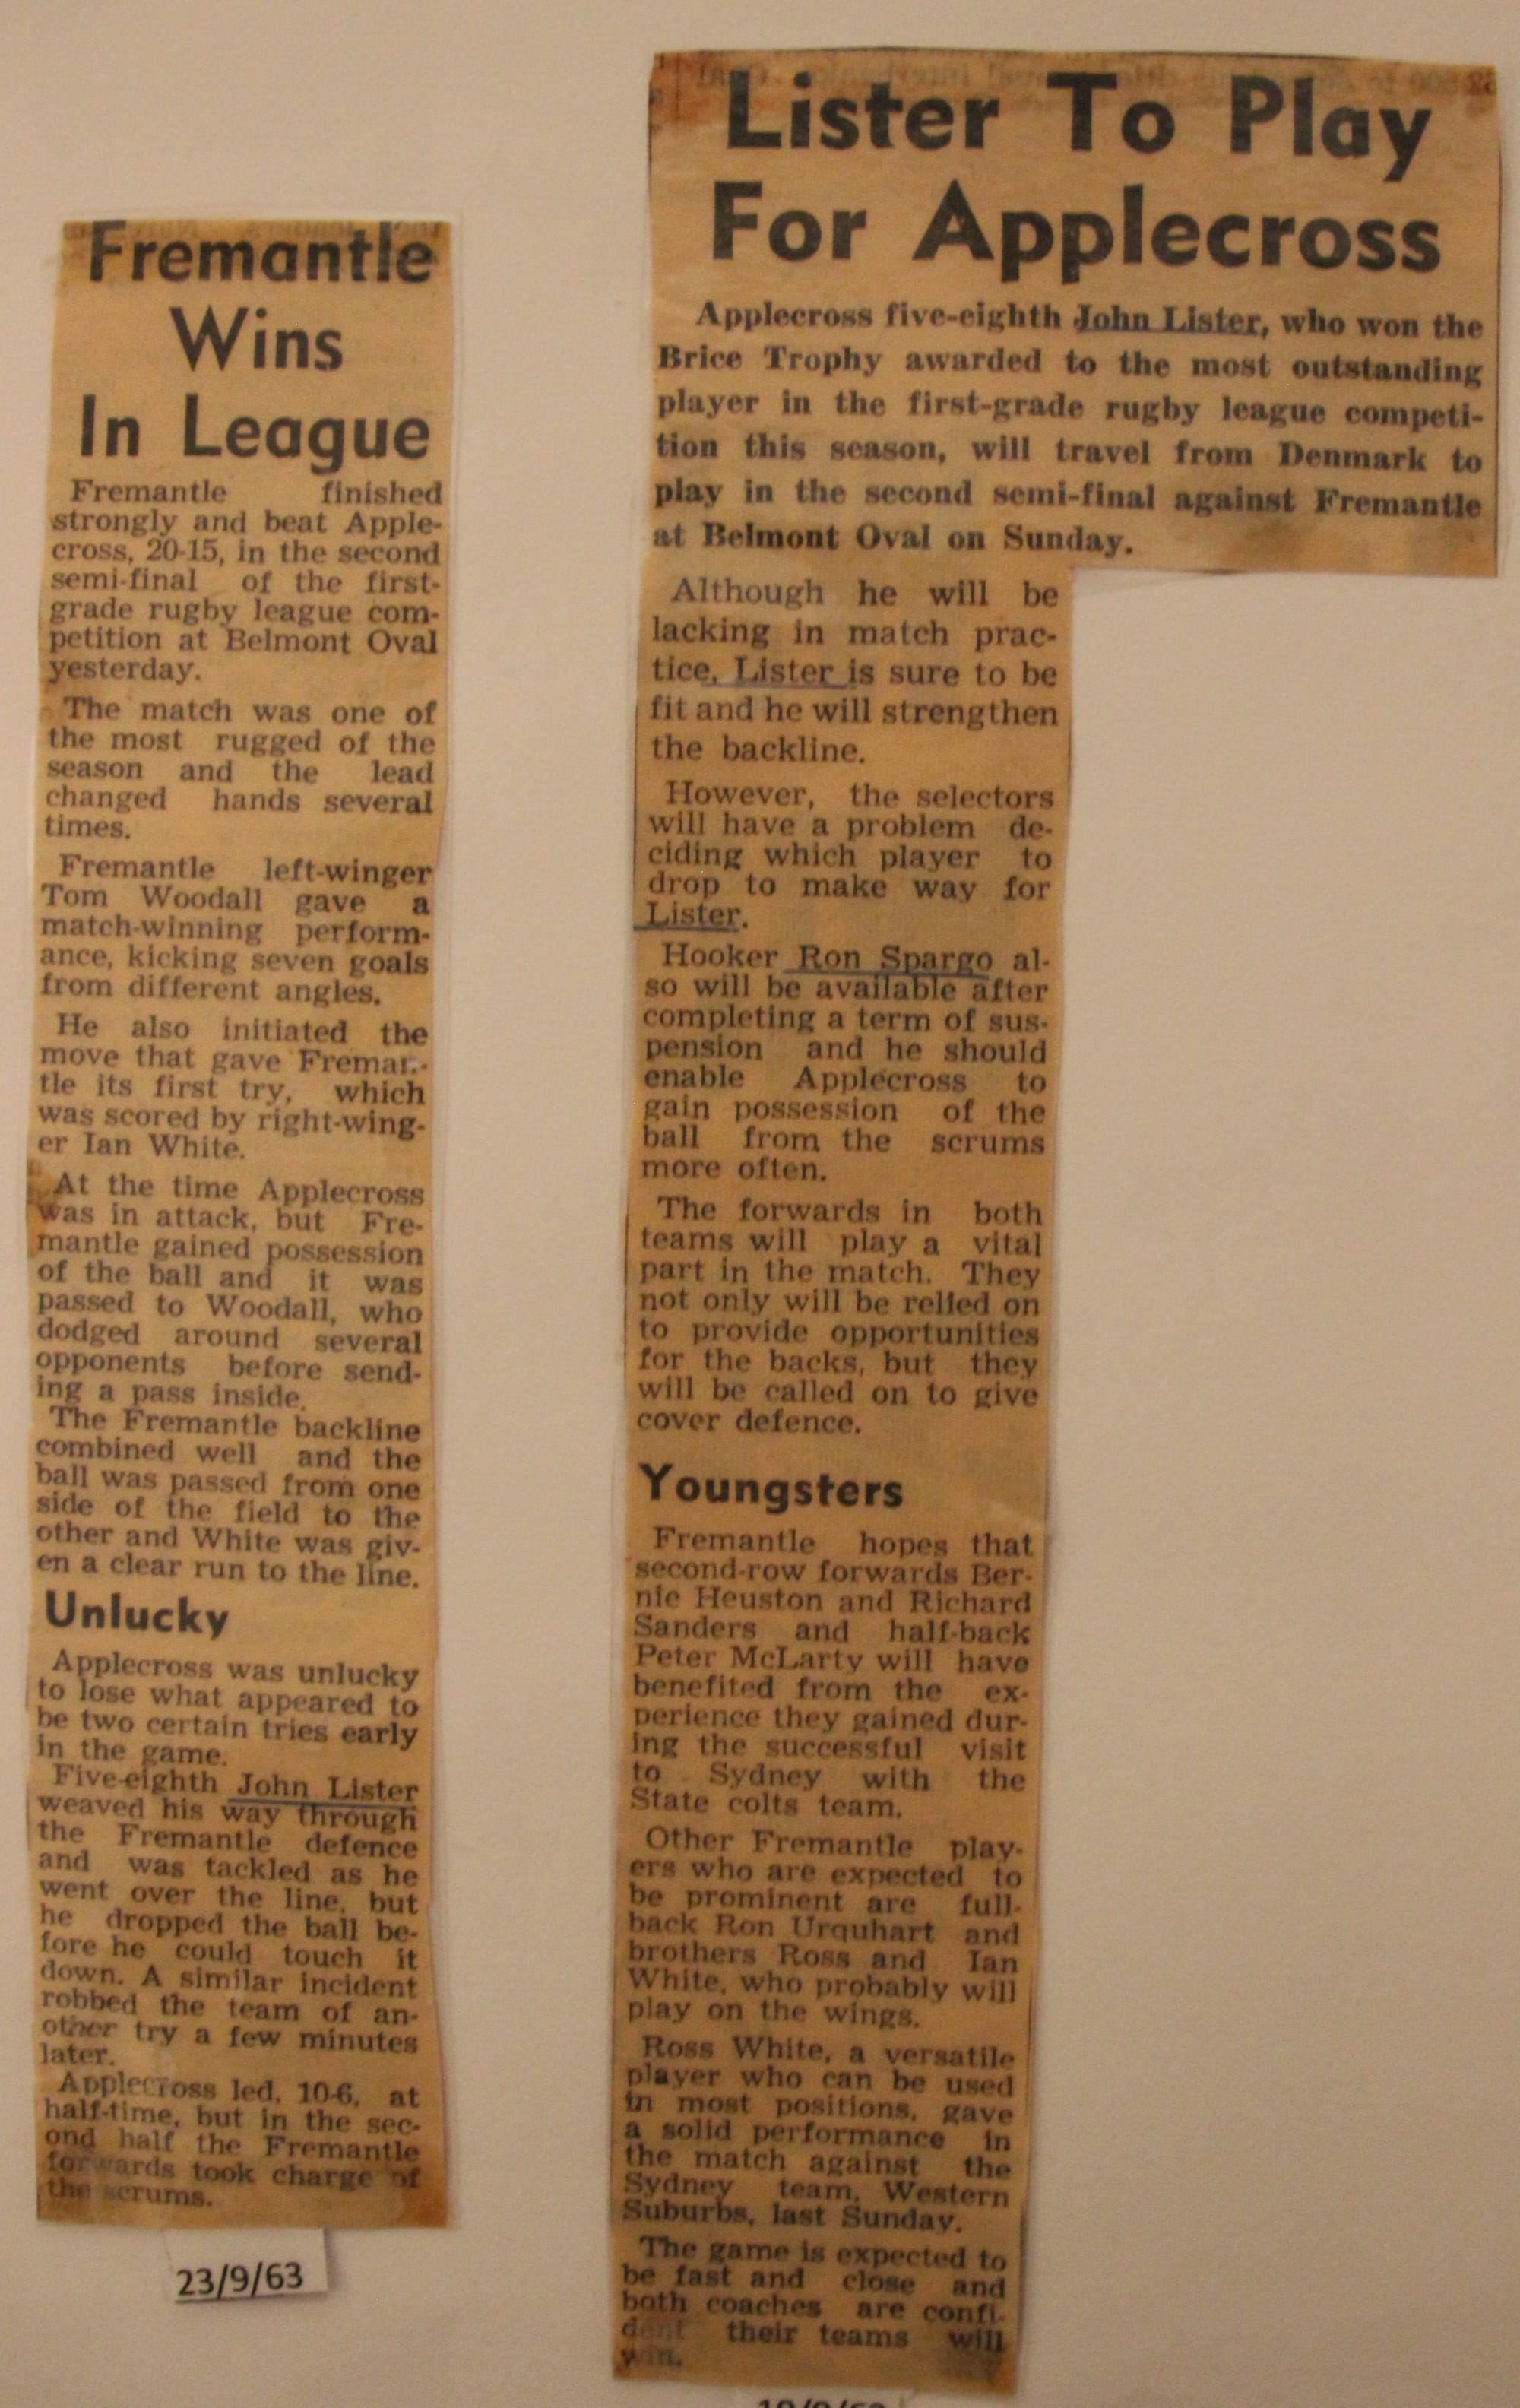 Fremantle
Wins
In League
Fremantle finished
strongly and beat Apple-
cross, 20-15, in the second
semi-final of the first-
grade rugby league com-
petition at Belmont Oval
yesterday.
The match was one of
the most rugged of the
season and the lead
changed hands several
times.
Fremantle left-winger
Tom Woodall gave a
match-winning perform-
ance, kicking seven goals
from different angles.
He also initiated the
move that gave Freman-
tle its first try, which
was scored by right-wing-
er Ian White.
At the time Applecross
was in attack, but Fre-
mantle gained possession
of the ball and it was
passed to Woodall, who
dodged around several
opponents before send-
ing a pass inside.
The Fremantle backline
combined well and the
ball was passed from one
side of the field to the
other and White was giv-
en a clear run to the line.
Unlucky
Applecross was unlucky
to lose what appeared to
be two certain tries early
in the game.
Five-eighth John Lister
weaved his way through
the Fremantle defence
and was tackled as he
went over the line, but
he dropped the ball be-
fore he could touch it
down. A similar incident
robbed the team of an-
other try a few minutes
later.
Applecross led, 10-6, at
half-time, but in the sec-
ond half the Fremantle
forwards took charge of
the scrums.
23/9/63
Lister To Play
For Applecross
Applecross five-eighth John Lister, who won the
Brice Trophy awarded to the most outstanding
player in the first-grade rugby league competi-
tion this season, will travel from Denmark to
play in the second semi-final against Fremantle
at Belmont Oval on Sunday.
Although he will be
lacking in match prac-
tice, Lister is sure to be
fit and he will strengthen
the backline.
However, the selectors
will have a problem de-
ciding which player to
drop to make way for
Lister.
Hooker Ron Spargo al-
so will be available after
completing a term of sus-
pension and he should
enable Applecross to
gain possession of the
ball from the scrums
more often.
The forwards in both
teams will play a vital
part in the match. They
not only will be relied on
to provide opportunities
for the backs, but they
will be called on to give
cover defence.
Youngsters
Fremantle hopes that
second-row forwards Ber-
nie Heuston and Richard
Sanders and half-back
Peter McLarty will have
benefited from the ex-
perience they gained dur-
ing the successful visit
to Sydney with the
State colts team.
Other Fremantle play-
ers who are expected to
be prominent are full-
back Ron Urquhart and
brothers Ross and Ian
White, who probably will
play on the wings.
Ross White, a versatile
player who can be used
in most positions, gave
a solid performance in
the match against the
Sydney team, Western
Suburbs, last Sunday.
The game is expected to
be fast and close and
both coaches are confi-
dent their teams will
win.